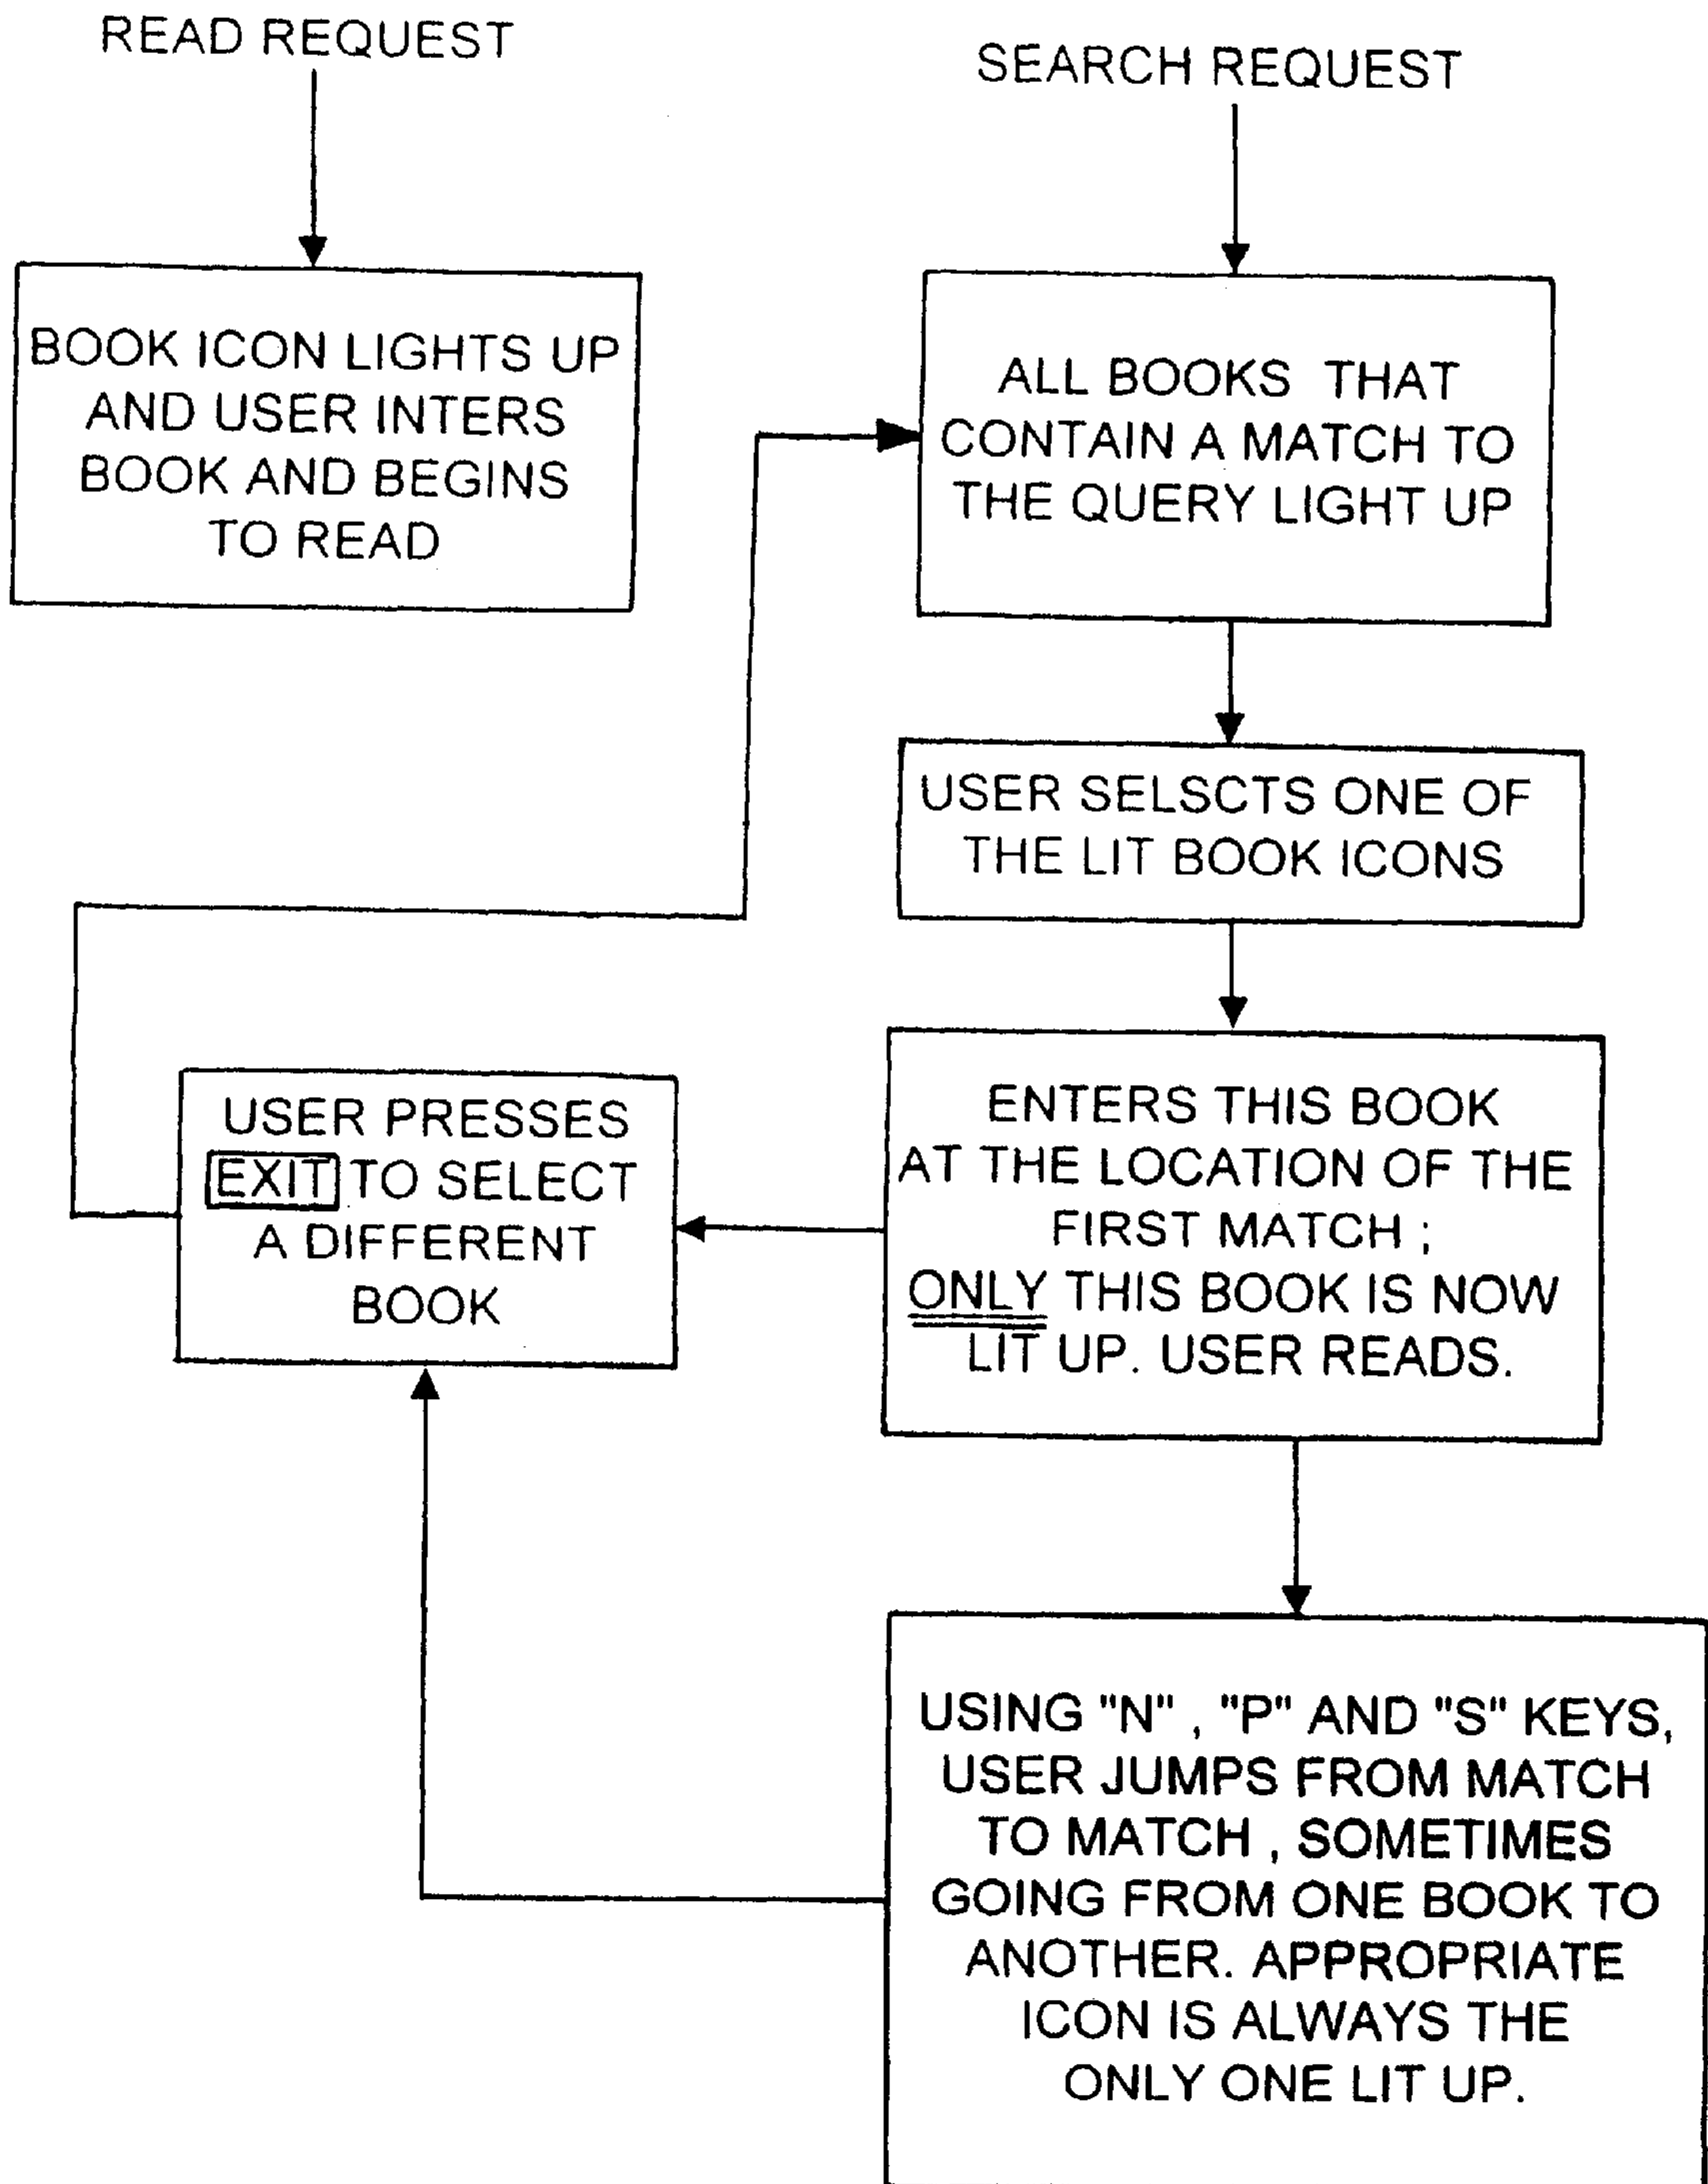 READ REQUEST
BOOK ICON LIGHTS UP
AND USER INTERS
BOOK AND BEGINS
TO READ
SEARCH REQUEST
ALL BOOKS THAT
CONTAIN A MATCH TO
THE QUERY LIGHT UP
USER SELSCTS ONE OF
THE LIT BOOK ICONS
ENTERS THIS BOOK
AT THE LOCATION OF THE
FIRST MATCH ;
ONLY THIS BOOK IS NOW
LIT UP. USER READS.
USER PRESSES
EXIT TO SELECT
A DIFFERENT
BOOK
USING "N" , "P" AND "S" KEYS,
USER JUMPS FROM MATCH
TO MATCH , SOMETIMES
GOING FROM ONE BOOK TO
ANOTHER. APPROPRIATE
ICON IS ALWAYS THE
ONLY ONE LIT UP.